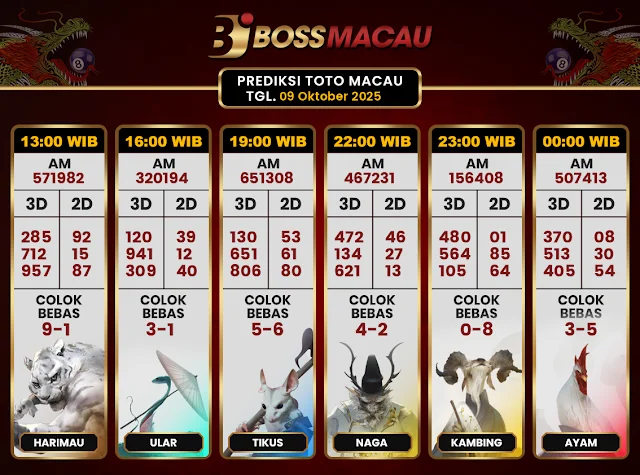 BJ BOSSMACAU
PREDIKSI TOTO MACAU
TGL. 09 Oktober 2025
13:00 WIB
AM
571982
3D 2D
285 92
712 15
957 87
COLOK
BEBAS
9-1
HARIMAU
16:00 WIB
AM
320194
3D 2D
120 39
941 12
309 40
COLOK
BEBAS
3-1
ULAR
19:00 WIB
AM
651308
3D 2D
130 53
651 61
806 80
COLOK
BEBAS
5-6
TIKUS
22:00 WIB
AM
467231
3D 2D
472 46
134 27
621 13
COLOK
BEBAS
4-2
NAGA
23:00 WIB
AM
156408
3D 2D
480 01
564 85
105 64
COLOK
BEBAS
0-8
KAMBING
00:00 WIB
AM
507413
3D 2D
370 08
513 30
405 54
COLOK
BEBAS
3-5
AYAM
8
8